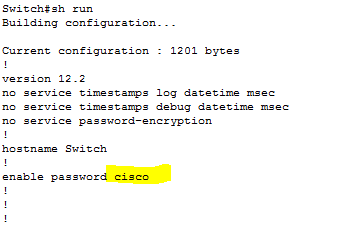 Switch#sh run
Building configuration...
Current configuration : 1201 bytes
!
version 12.2
no service timestamps log datetime msec
no service timestamps debug datetime msec
no service password-encryption
!
hostname Switch
!
enable password cisco
!
!
!